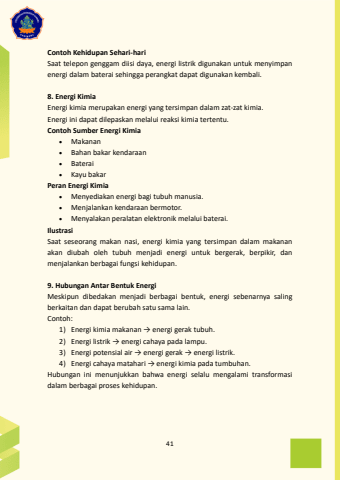 Contoh Kehidupan Sehari-hari
Saat telepon genggam diisi daya, energi listrik digunakan untuk menyimpan
energi dalam baterai sehingga perangkat dapat digunakan kembali.
8. Energi Kimia
Energi kimia merupakan energi yang tersimpan dalam zat-zat kimia.
Energi ini dapat dilepaskan melalui reaksi kimia tertentu.
Contoh Sumber Energi Kimia
• Makanan
• Bahan bakar kendaraan
• Baterai
• Kayu bakar
Peran Energi Kimia
• Menyediakan energi bagi tubuh manusia.
• Menjalankan kendaraan bermotor.
• Menyalakan peralatan elektronik melalui baterai.
Ilustrasi
Saat seseorang makan nasi, energi kimia yang tersimpan dalam makanan
akan diubah oleh tubuh menjadi energi untuk bergerak, berpikir, dan
menjalankan berbagai fungsi kehidupan.
9. Hubungan Antar Bentuk Energi
Meskipun dibedakan menjadi berbagai bentuk, energi sebenarnya saling
berkaitan dan dapat berubah satu sama lain.
Contoh:
1) Energi kimia makanan → energi gerak tubuh.
2) Energi listrik → energi cahaya pada lampu.
3) Energi potensial air → energi gerak → energi listrik.
4) Energi cahaya matahari → energi kimia pada tumbuhan.
Hubungan ini menunjukkan bahwa energi selalu mengalami transformasi
dalam berbagai proses kehidupan.
41